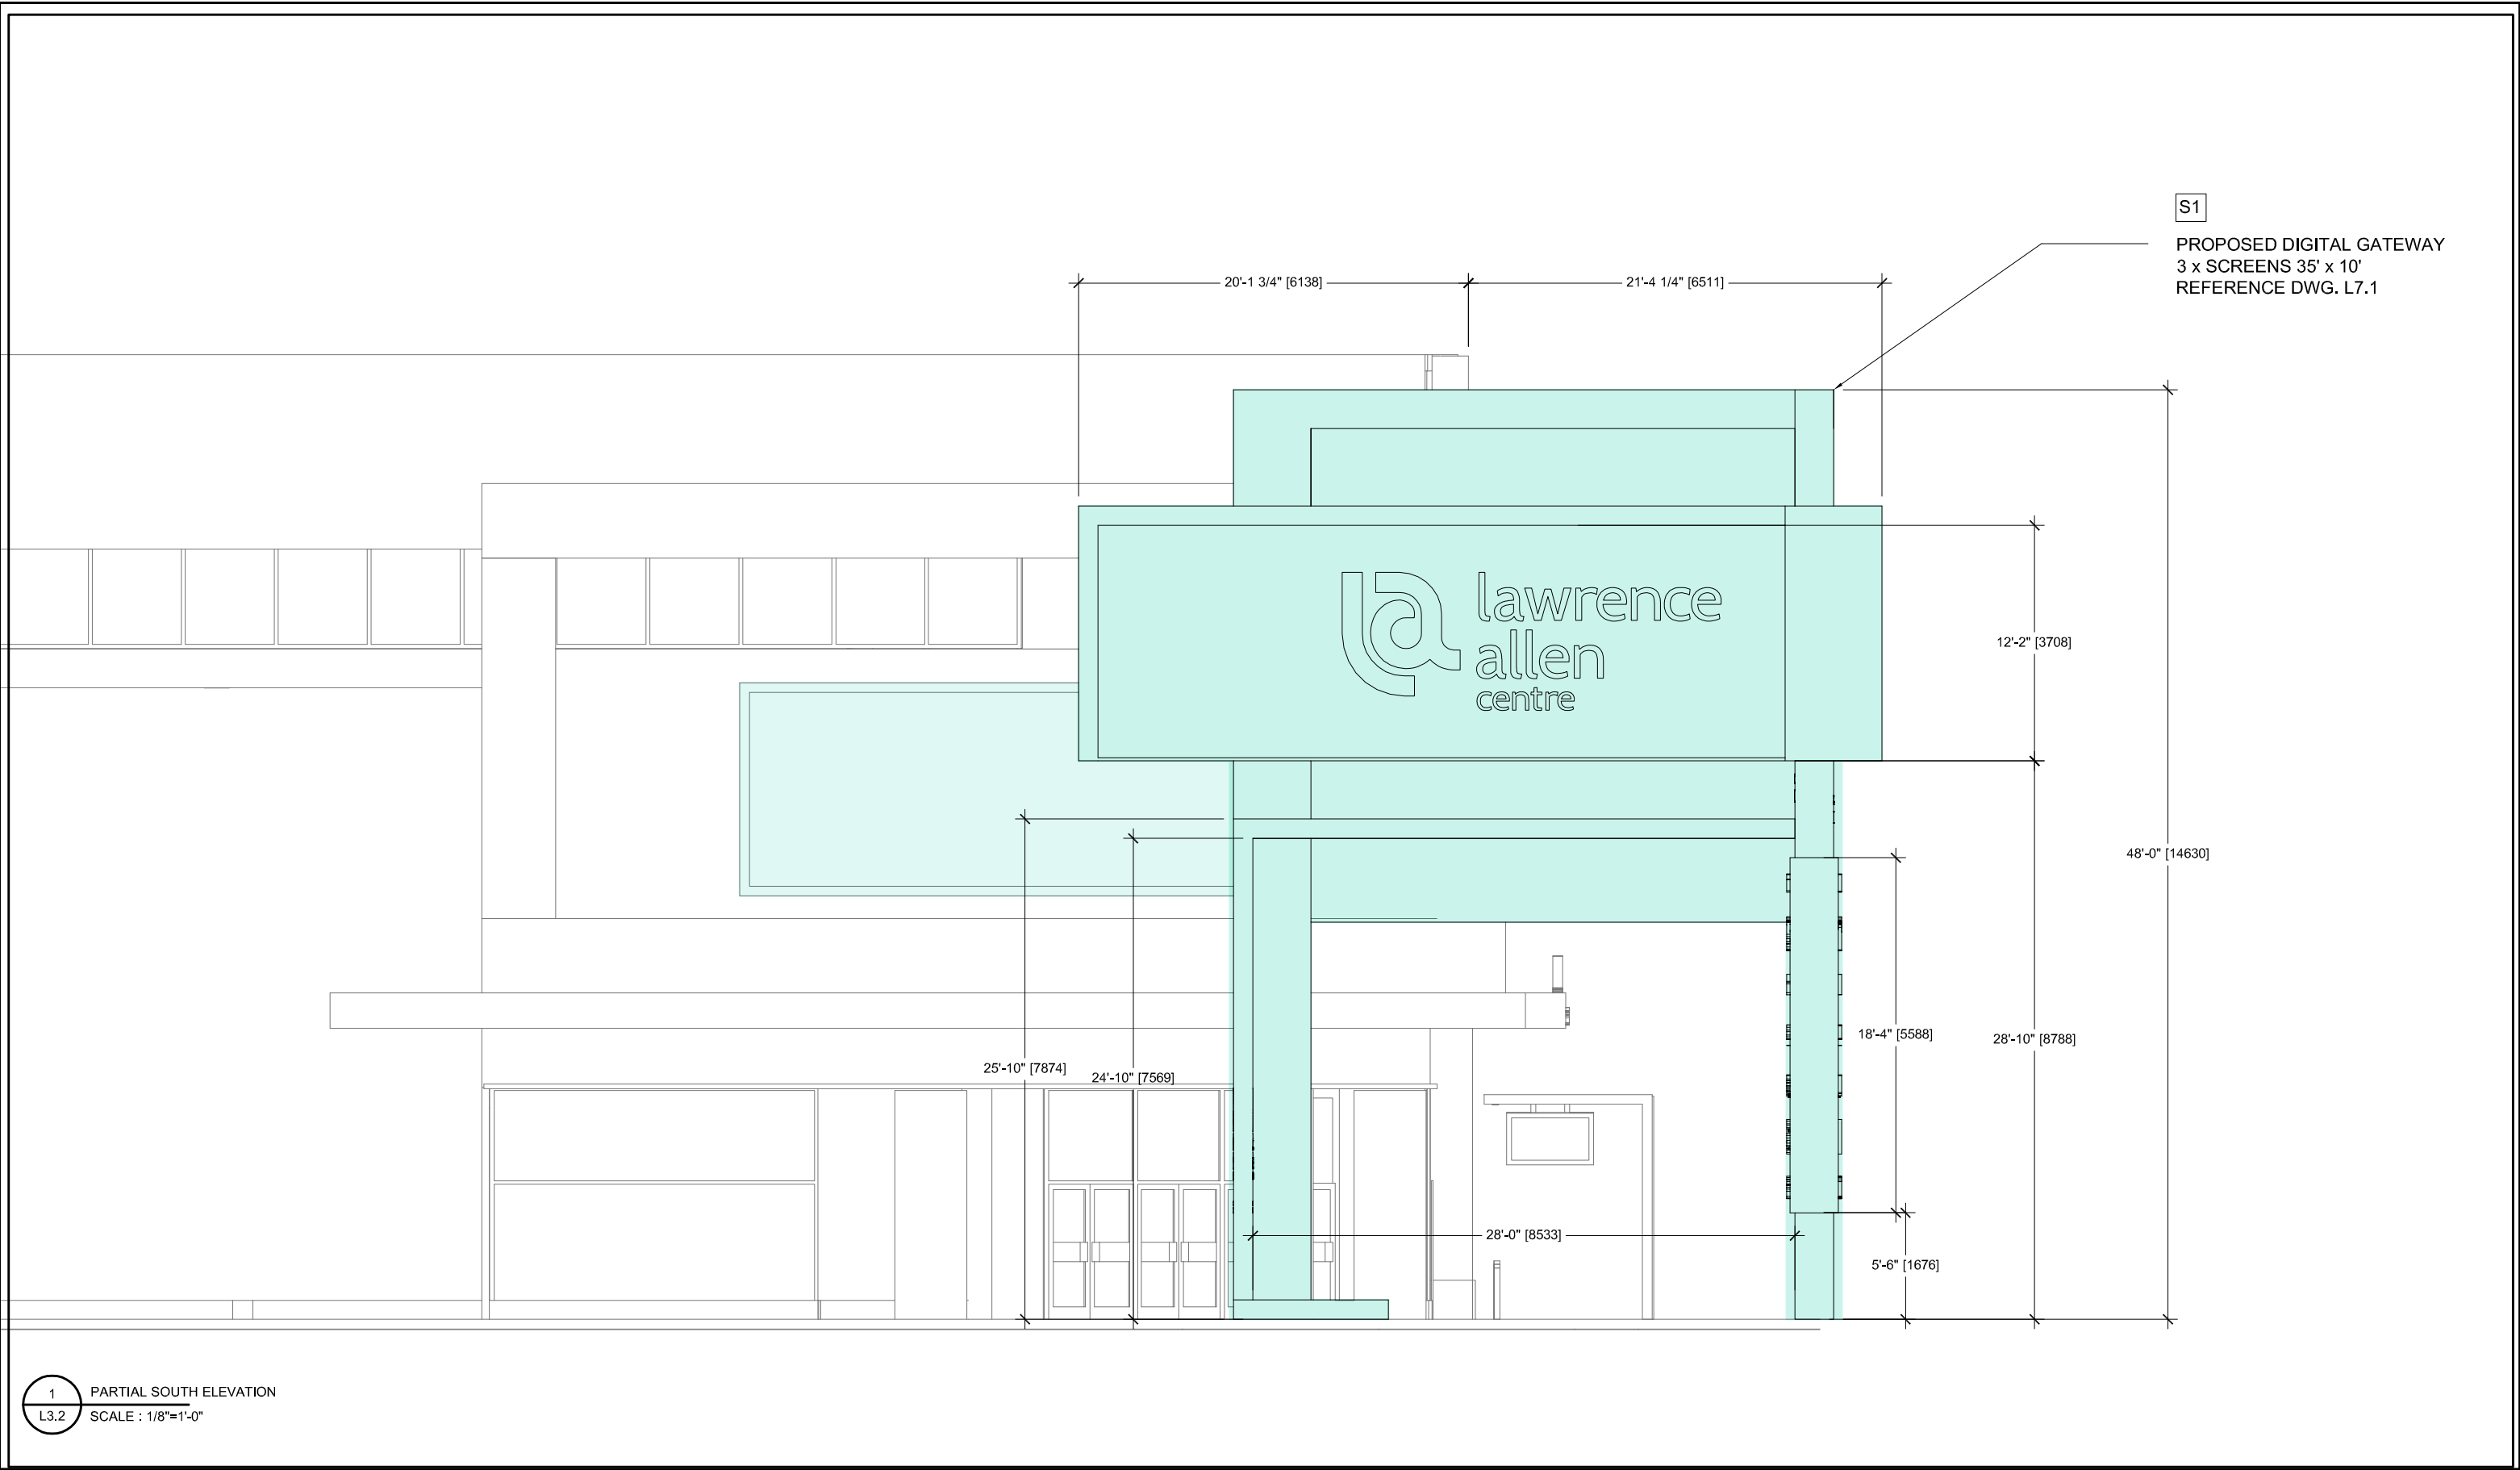 S1
PROPOSED DIGITAL GATEWAY
3 x SCREENS 35' x 10'
REFERENCE DWG. L7.1
20'-1 3/4" [6138]
21'-4 1/4" [6511]
lawrence
allen
centre
12'-2" [3708]
48'-0" [14630]
18'-4" [5588]
28'-10" [8788]
25'-10" [7874]
24'-10" [7569]
28'-0" [8533]
5'-6" [1676]
1
L3.2
PARTIAL SOUTH ELEVATION
SCALE : 1/8"=1'-0"